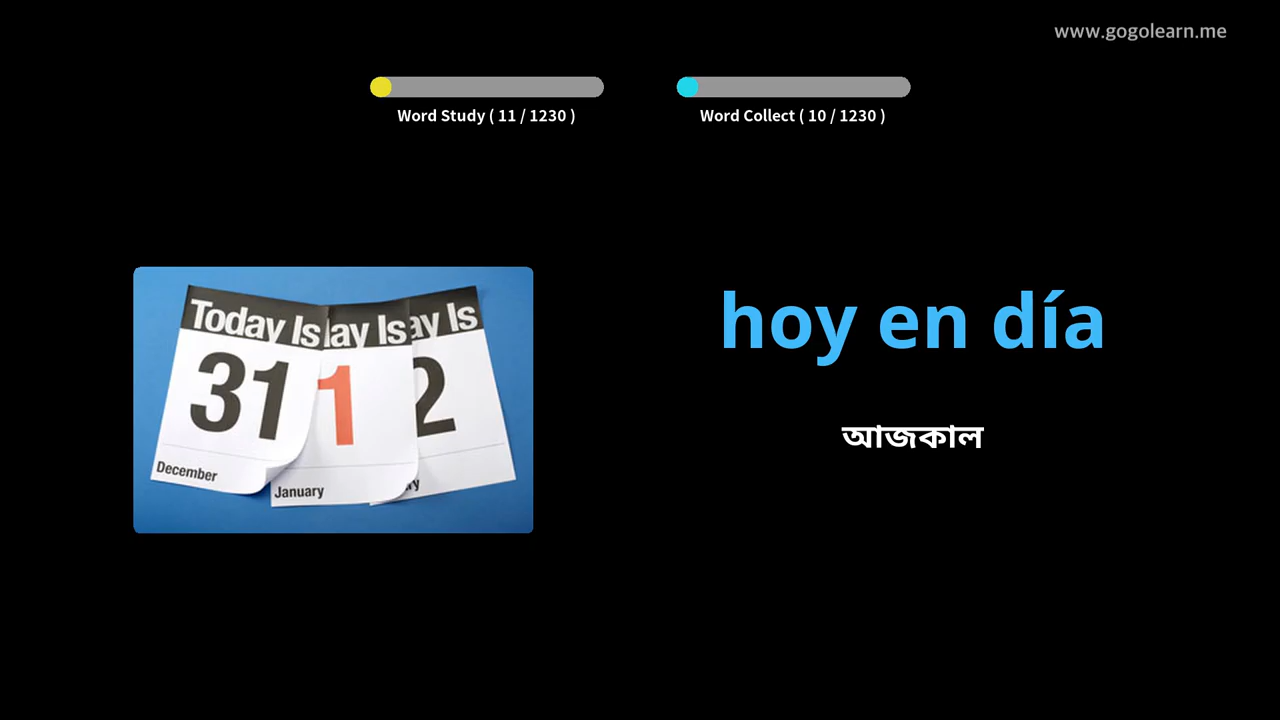 www.gogolearn.me
Word Study ( 11 / 1230 )
Word Collect ( 10 / 1230 )
Today Is
31
December
ay Is
1
January
ay Is
2
ry
hoy en día
আজকাল